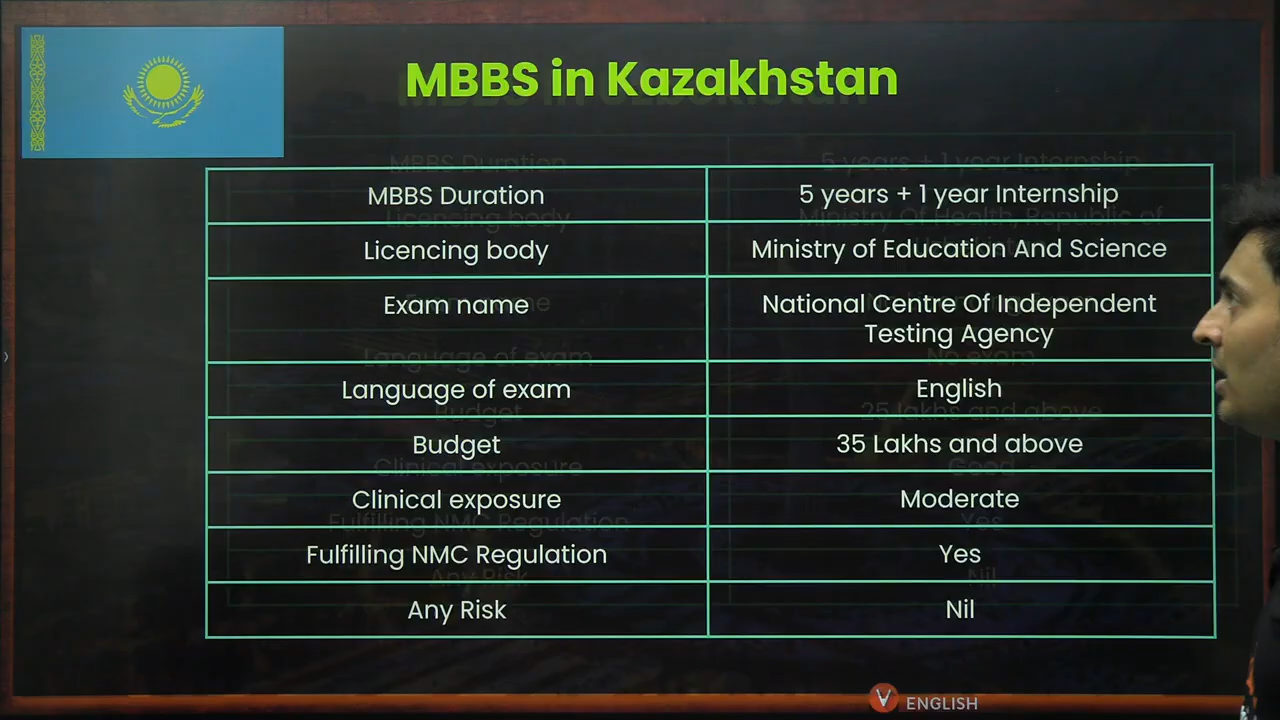 MBBS in Kazakhstan
MBBS Duration
5 years + 1 year Internship
Licencing body
Ministry of Education And Science
Exam name
National Centre Of Independent
Testing Agency
Language of exam
English
Budget
35 Lakhs and above
Clinical exposure
Moderate
Fulfilling NMC Regulation
Yes
Any Risk
Nil
ENGLISH